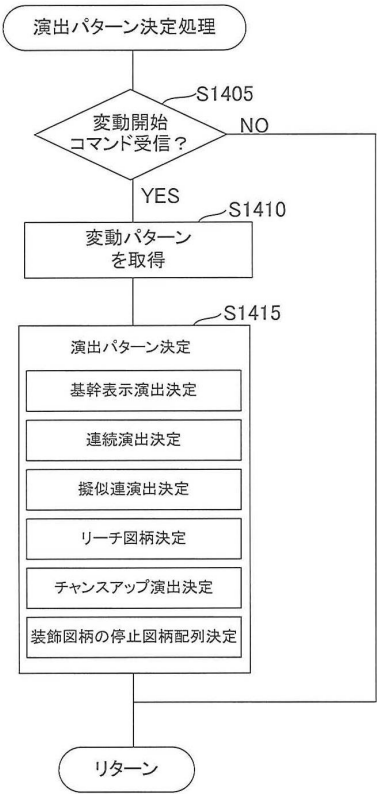 演出パターン決定処理
S1405
変動開始
コマンド受信？
NO
YES
S1410
変動パターン
を取得
S1415
演出パターン決定
基幹表示演出決定
連続演出決定
擬似連演出決定
リーチ図柄決定
チャンスアップ演出決定
装飾図柄の停止図柄配列決定
リターン